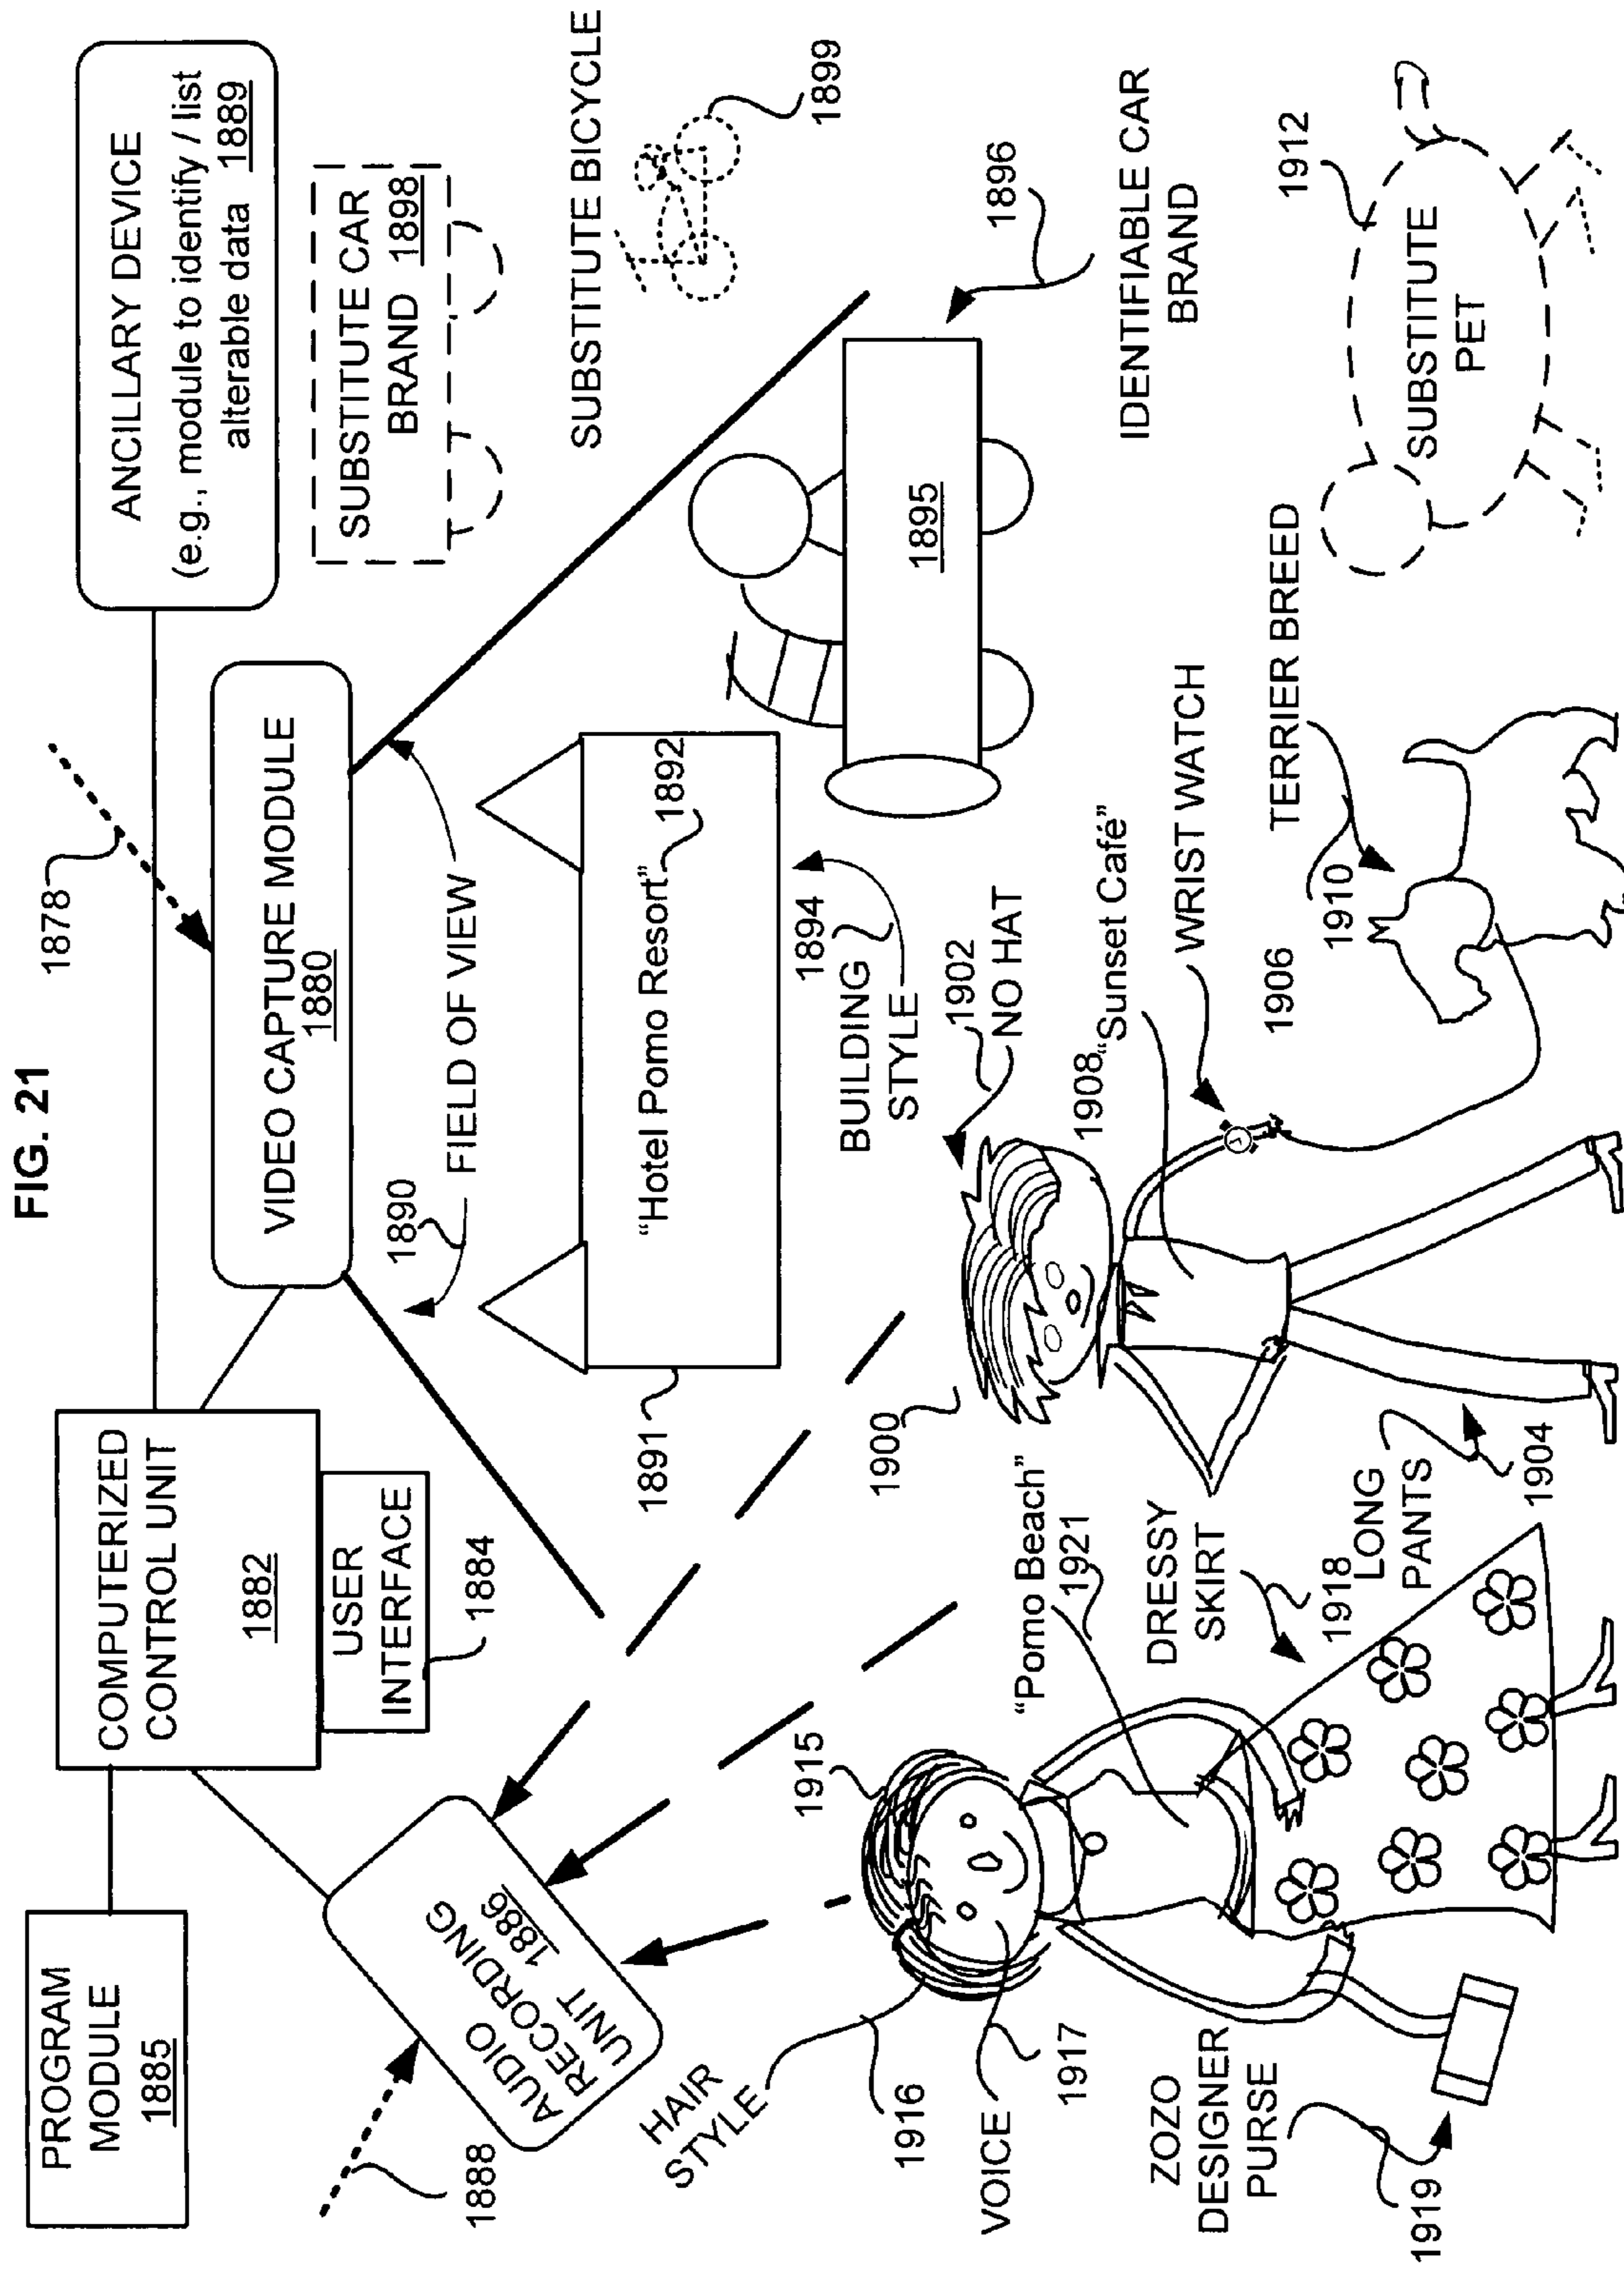 FIG. 21
PROGRAM
MODULE
1885
COMPUTERIZED
CONTROL UNIT
1882
USER
INTERFACE
1884
1878
VIDEO CAPTURE MODULE
1880
ANCILLARY DEVICE
(e.g., module to identify / list
alterable data 1889
SUBSTITUTE CAR
BRAND 1898
SUBSTITUTE BICYCLE
1899
1888
AUDIO
RECORDING
UNIT 1886
1890
FIELD OF VIEW
1891
“Hotel Pomo Resort”
1892
1894
BUILDING
STYLE
1895
1896
IDENTIFIABLE CAR
BRAND
HAIR
STYLE
1916
1915
VOICE
1917
ZOZO
DESIGNER
PURSE
1919
“Pomo Beach”
1921
DRESSY
SKIRT
1918
1900
1902
NO HAT
1908
“Sunset Café”
WRIST WATCH
1906
LONG
PANTS
1904
TERRIER BREED
1910
1912
SUBSTITUTE
PET